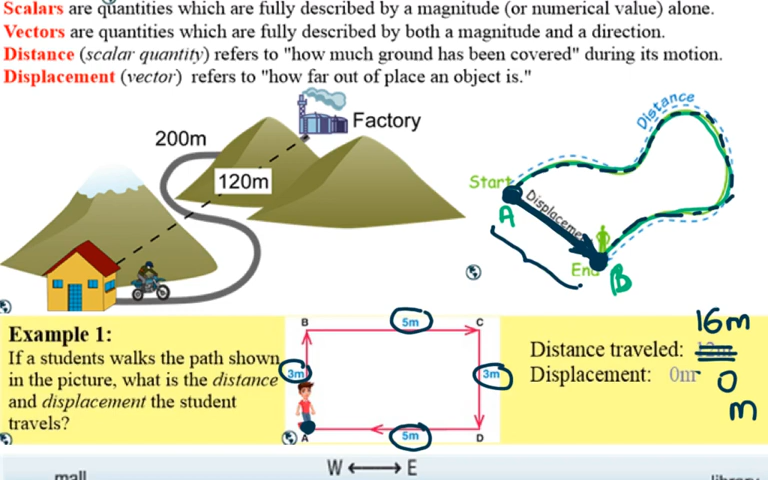 Scalars are quantities which are fully described by a magnitude (or numerical value) alone.
Vectors are quantities which are fully described by both a magnitude and a direction.
Distance (scalar quantity) refers to "how much ground has been covered" during its motion.
Displacement (vector) refers to "how far out of place an object is."
Factory
200m
120m
Distance
Start
A
Displacement
End
B
Example 1:
If a students walks the path shown
in the picture, what is the distance
and displacement the student
travels?
B
5m
C
3m
3m
A
5m
D
16m
Distance traveled:
Displacement: 0m
0
m
W E
mall
library